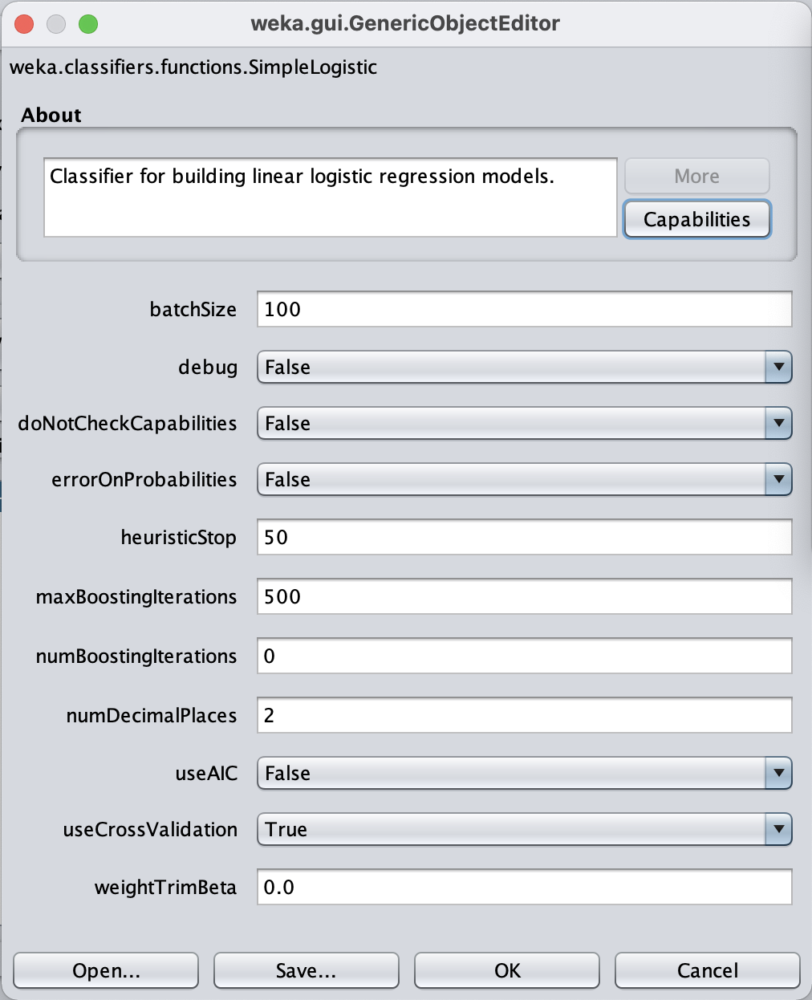 weka.gui.GenericObjectEditor
weka.classifiers.functions.SimpleLogistic
About
Classifier for building linear logistic regression models.
More
Capabilities
batchSize 100
debug False
doNotCheckCapabilities False
errorOnProbabilities False
heuristicStop 50
maxBoostingIterations 500
numBoostingIterations 0
numDecimalPlaces 2
useAIC False
useCrossValidation True
weightTrimBeta 0.0
Open... Save... OK Cancel